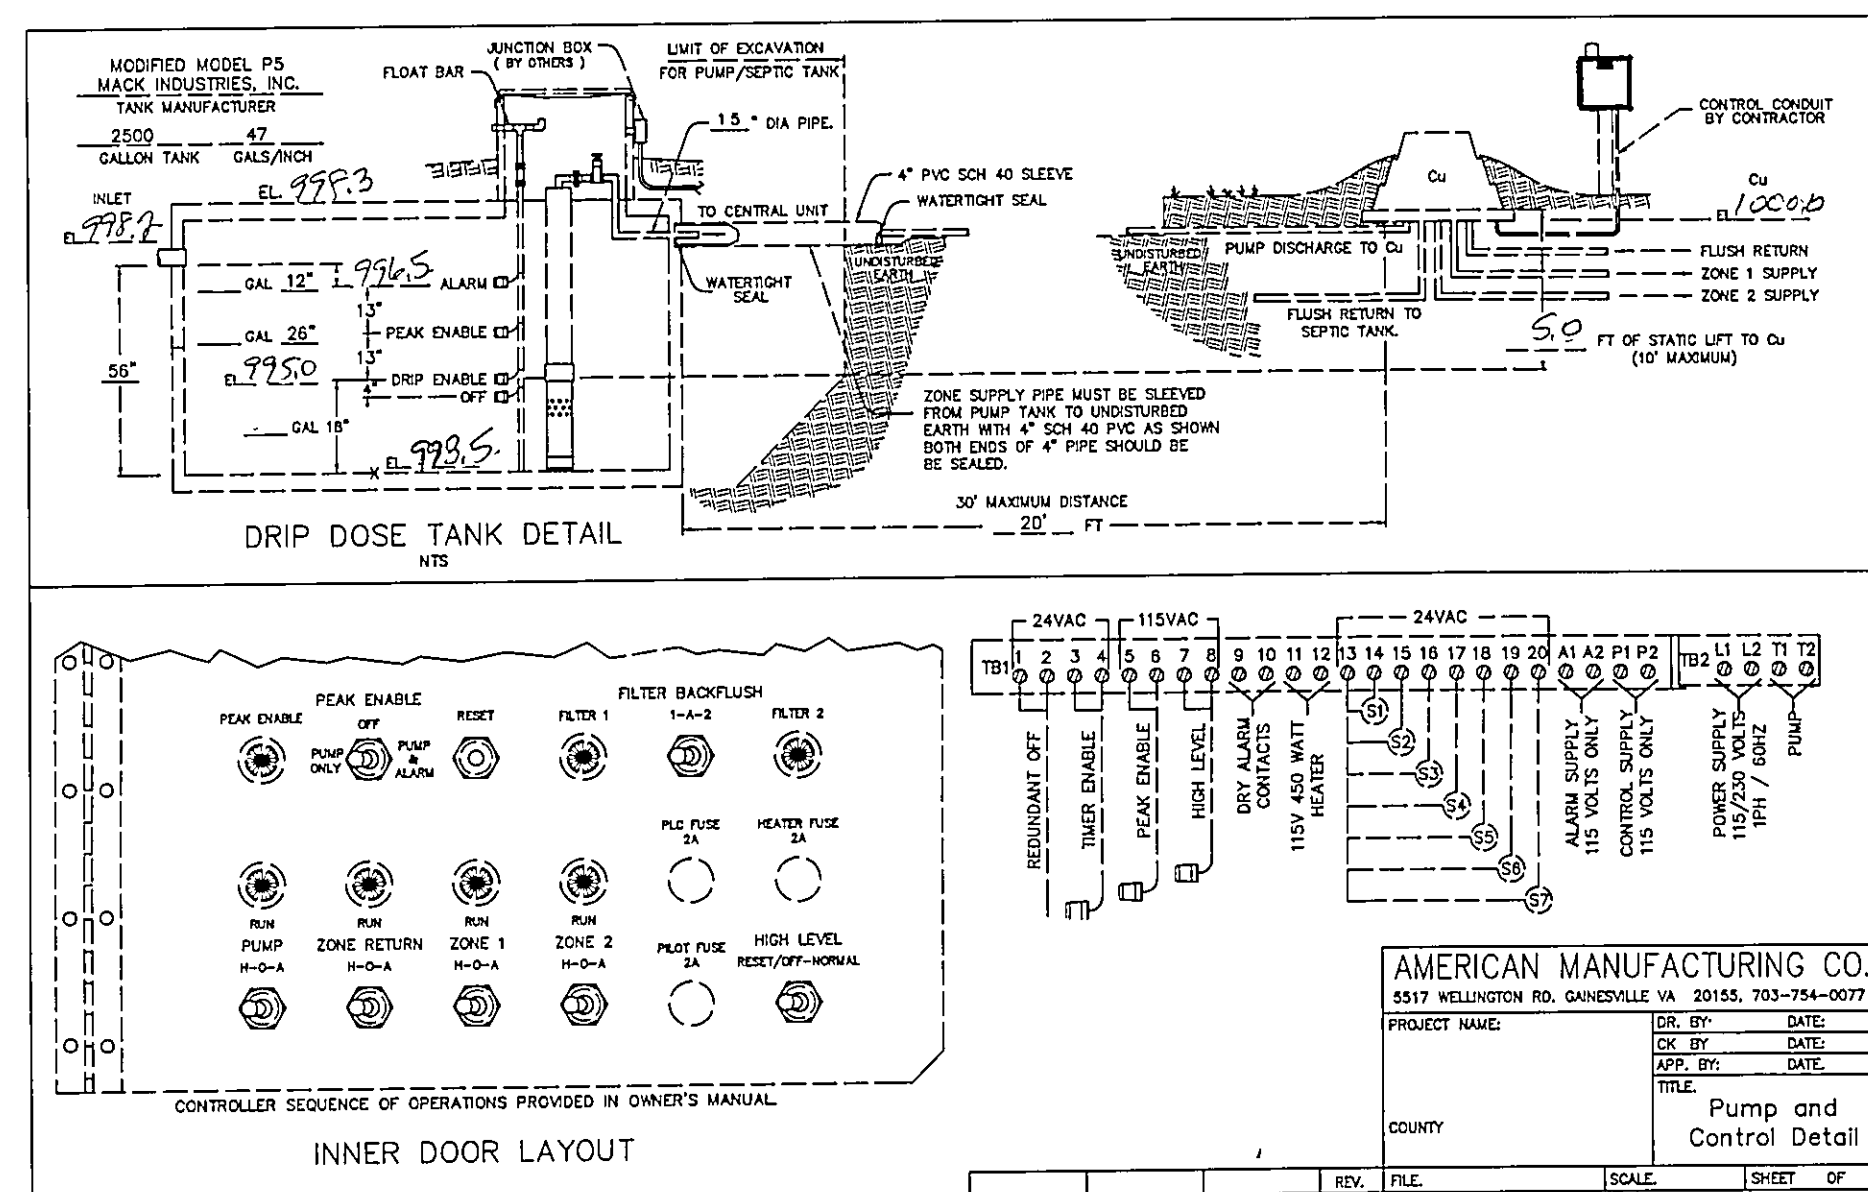 MODIFIED MODEL P5
MACK INDUSTRIES, INC.
TANK MANUFACTURER
2500 47
GALLON TANK GALS/INCH
FLOAT BAR
JUNCTION BOX
( BY OTHERS )
LIMIT OF EXCAVATION
FOR PUMP/SEPTIC TANK
15 " DIA PIPE.
4" PVC SCH 40 SLEEVE
WATERTIGHT SEAL
INLET
EL 998.2
EL. 998.3
TO CENTRAL UNIT
UNDISTURBED
EARTH
WATERTIGHT
SEAL
GAL 12"
996.5
ALARM
13"
GAL 26"
PEAK ENABLE
13"
56"
EL 995.0
DRIP ENABLE
4"
OFF
GAL 18"
EL 993.5
ZONE SUPPLY PIPE MUST BE SLEEVED
FROM PUMP TANK TO UNDISTURBED
EARTH WITH 4" SCH 40 PVC AS SHOWN
BOTH ENDS OF 4" PIPE SHOULD BE
BE SEALED.
30' MAXIMUM DISTANCE
20' FT
CONTROL CONDUIT
BY CONTRACTOR
Cu
Cu
EL 1000.0
PUMP DISCHARGE TO Cu
UNDISTURBED
EARTH
FLUSH RETURN
ZONE 1 SUPPLY
ZONE 2 SUPPLY
FLUSH RETURN TO
SEPTIC TANK.
5.0
FT OF STATIC LIFT TO Cu
(10' MAXIMUM)
DRIP DOSE TANK DETAIL
NTS
PEAK ENABLE
FILTER BACKFLUSH
PEAK ENABLE OFF RESET FILTER 1 1-A-2 FILTER 2
PUMP
ONLY
PUMP
&
ALARM
PLC FUSE
2A
HEATER FUSE
2A
RUN RUN RUN RUN
PUMP ZONE RETURN ZONE 1 ZONE 2
H-O-A H-O-A H-O-A H-O-A
PILOT FUSE
2A
HIGH LEVEL
RESET/OFF-NORMAL
CONTROLLER SEQUENCE OF OPERATIONS PROVIDED IN OWNER'S MANUAL
INNER DOOR LAYOUT
24VAC 115VAC 24VAC
TB1 1 2 3 4 5 6 7 8 9 10 11 12 13 14 15 16 17 18 19 20 A1 A2 P1 P2 TB2 L1 L2 T1 T2
REDUNDANT OFF
TIMER ENABLE
PEAK ENABLE
HIGH LEVEL
DRY ALARM
CONTACTS
115V 450 WATT
HEATER
S1
S2
S3
S4
S5
S6
S7
ALARM SUPPLY
115 VOLTS ONLY
CONTROL SUPPLY
115 VOLTS ONLY
POWER SUPPLY
115/230 VOLTS
1PH / 60HZ
PUMP
AMERICAN MANUFACTURING CO.
5517 WELLINGTON RD. GAINESVILLE VA 20155, 703-754-0077
PROJECT NAME:
DR. BY: DATE:
CK BY DATE:
APP. BY: DATE.
TITLE.
Pump and
Control Detail
COUNTY
REV. FILE. SCALE. SHEET OF